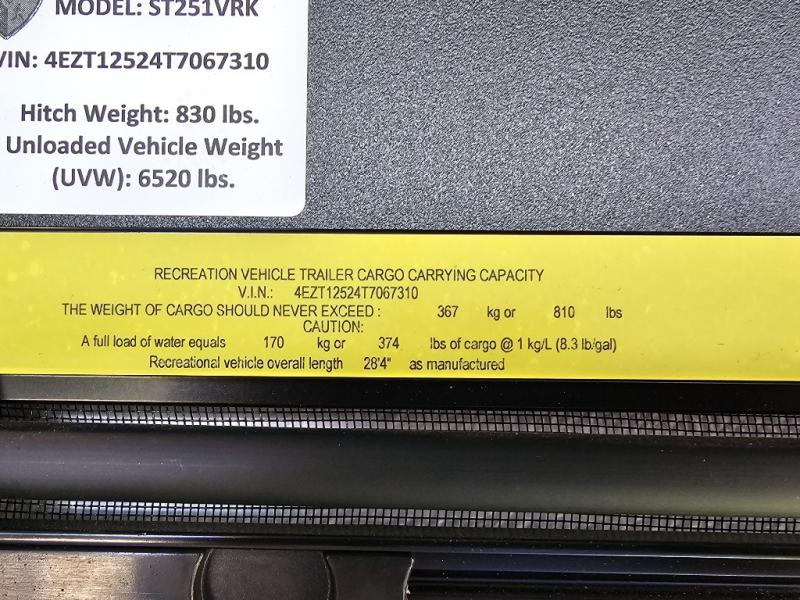 MODEL: ST251VRK
VIN: 4EZT12524T7067310
Hitch Weight: 830 lbs.
Unloaded Vehicle Weight
(UVW): 6520 lbs.
RECREATION VEHICLE TRAILER CARGO CARRYING CAPACITY
V.I.N.: 4EZT12524T7067310
THE WEIGHT OF CARGO SHOULD NEVER EXCEED : 367 kg or 810 lbs
CAUTION:
A full load of water equals 170 kg or 374 lbs of cargo @ 1 kg/L (8.3 lb/gal)
Recreational vehicle overall length 28'4" as manufactured